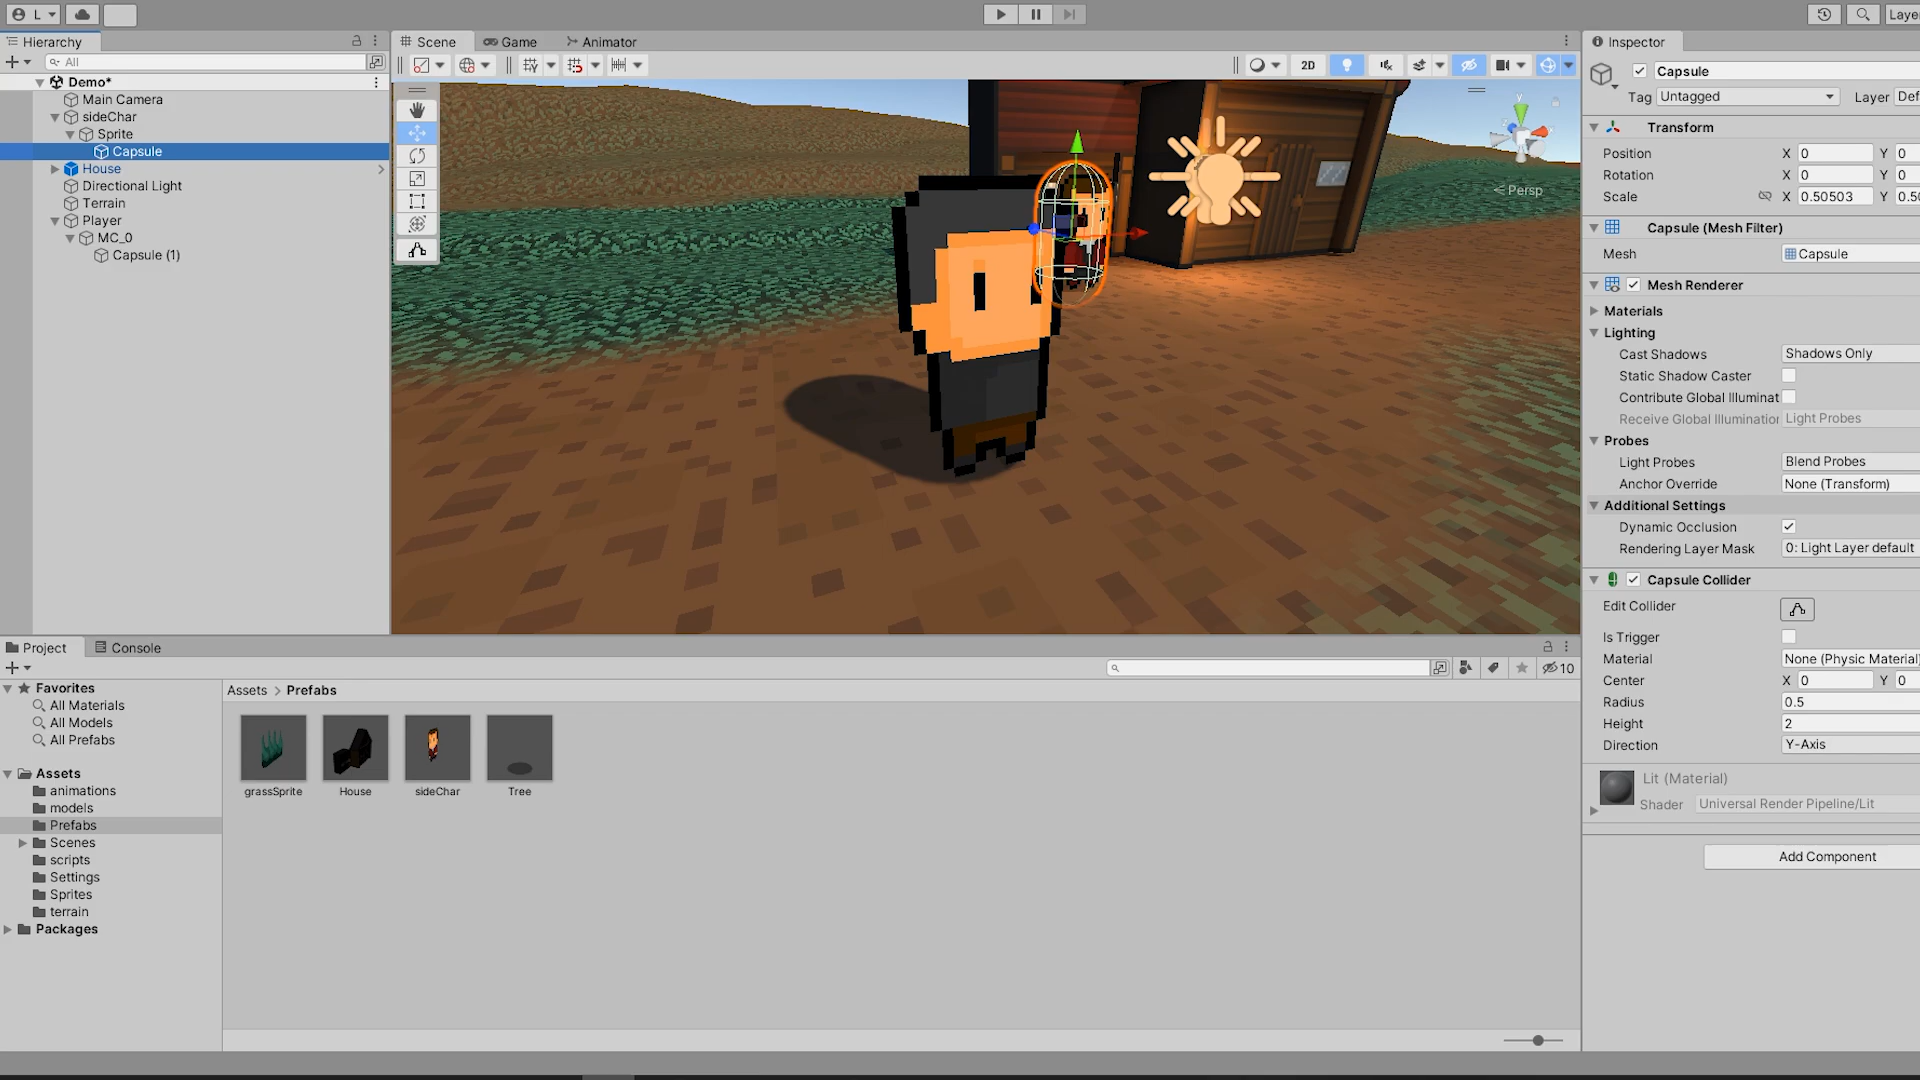 L
Layer
Hierarchy
All
Demo*
Main Camera
sideChar
Sprite
Capsule
House
Directional Light
Terrain
Player
MC_0
Capsule (1)
Scene
Game
Animator
2D
y
z
Persp
Inspector
Capsule
Tag Untagged Layer Def
Transform
Position X 0 Y 0
Rotation X 0 Y 0
Scale X 0.50503 Y 0.50
Capsule (Mesh Filter)
Mesh Capsule
Mesh Renderer
Materials
Lighting
Cast Shadows Shadows Only
Static Shadow Caster
Contribute Global Illuminat
Receive Global Illumination Light Probes
Probes
Light Probes Blend Probes
Anchor Override None (Transform)
Additional Settings
Dynamic Occlusion
Rendering Layer Mask 0: Light Layer default
Capsule Collider
Edit Collider
Is Trigger
Material None (Physic Material)
Center X 0 Y 0
Radius 0.5
Height 2
Direction Y-Axis
Lit (Material)
Shader Universal Render Pipeline/Lit
Add Component
Project
Console
10
Favorites
All Materials
All Models
All Prefabs
Assets
animations
models
Prefabs
Scenes
scripts
Settings
Sprites
terrain
Packages
Assets > Prefabs
grassSprite
House
sideChar
Tree